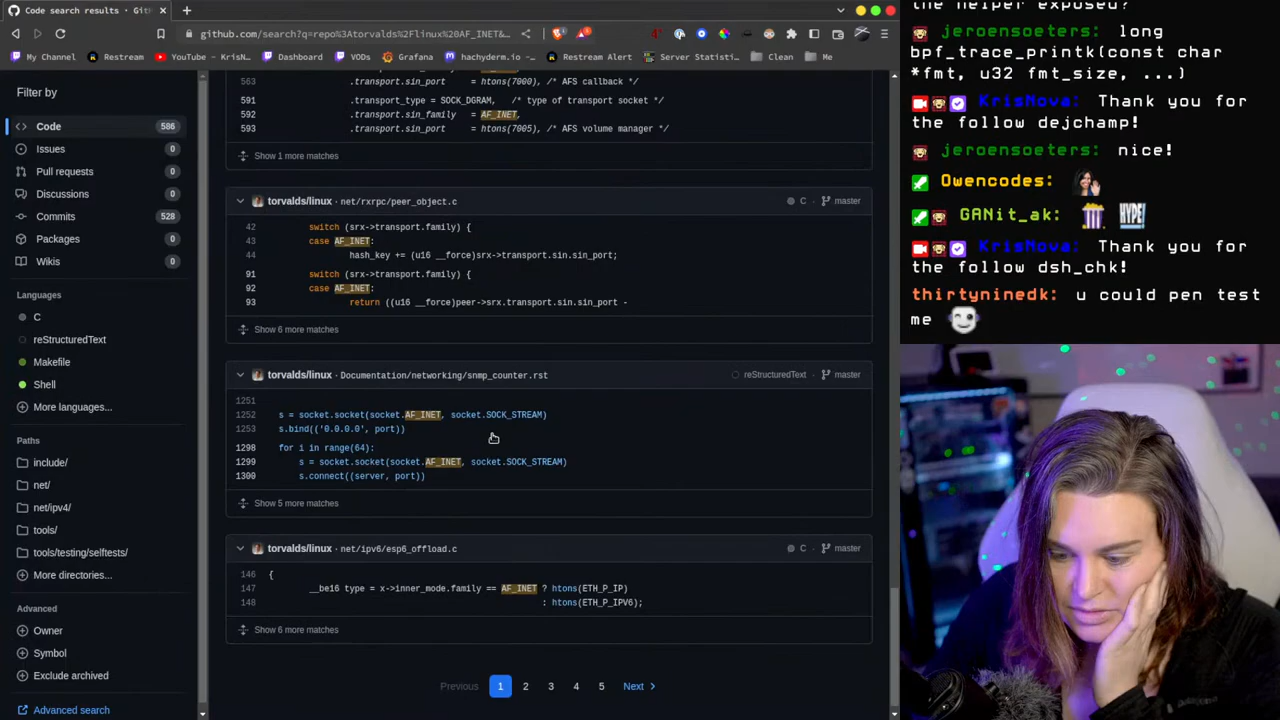 Code search results · GitH
github.com/search?q=repo%3Atorvalds%2Flinux%20AF_INET&
My Channel
Restream
YouTube - KrisN...
Dashboard
VODs
Grafana
hachyderm.io -
Restream Alert
Server Statisti...
Clean
Me
Filter by
Code 586
Issues 0
Pull requests 0
Discussions 0
Commits 528
Packages 0
Wikis 0
Languages
C
reStructuredText
Makefile
Shell
More languages...
Paths
include/
net/
net/ipv4/
tools/
tools/testing/selftests/
More directories...
Advanced
Owner
Symbol
Exclude archived
Advanced search
563 .transport.sin_port = htons(7000), /* AFS callback */
591 .transport_type = SOCK_DGRAM, /* type of transport socket */
592 .transport.sin_family = AF_INET,
593 .transport.sin_port = htons(7005), /* AFS volume manager */
Show 1 more matches
torvalds/linux · net/rxrpc/peer_object.c C master
42 switch (srx->transport.family) {
43 case AF_INET:
44 hash_key += (u16 __force)srx->transport.sin.sin_port;
91 switch (srx->transport.family) {
92 case AF_INET:
93 return ((u16 __force)peer->srx.transport.sin.sin_port -
Show 6 more matches
torvalds/linux · Documentation/networking/snmp_counter.rst reStructuredText master
1251
1252 s = socket.socket(socket.AF_INET, socket.SOCK_STREAM)
1253 s.bind(('0.0.0.0', port))
1298 for i in range(64):
1299 s = socket.socket(socket.AF_INET, socket.SOCK_STREAM)
1300 s.connect((server, port))
Show 5 more matches
torvalds/linux · net/ipv6/esp6_offload.c C master
146 {
147 __be16 type = x->inner_mode.family == AF_INET ? htons(ETH_P_IP)
148 : htons(ETH_P_IPV6);
Show 6 more matches
Previous 1 2 3 4 5 Next
the helper exposed?
jeroensoeters: long
bpf_trace_printk(const char
*fmt, u32 fmt_size, ...)
KrisNova: Thank you for
the follow dejchamp!
jeroensoeters: nice!
Owencodes:
GANit_ak: HYPE!
KrisNova: Thank you for
the follow dsh_chk!
thirtyninedk: u could pen test
me